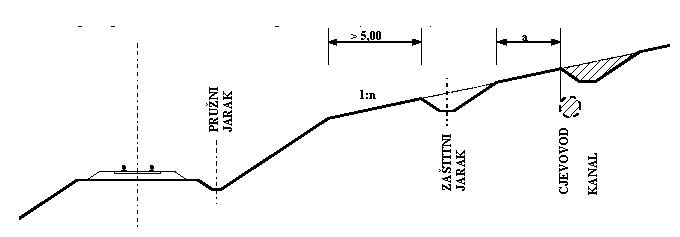 > 5,00
a
1:n
PRUŽNI
JARAK
ZAŠTITNI
JARAK
CJEVOVOD
KANAL